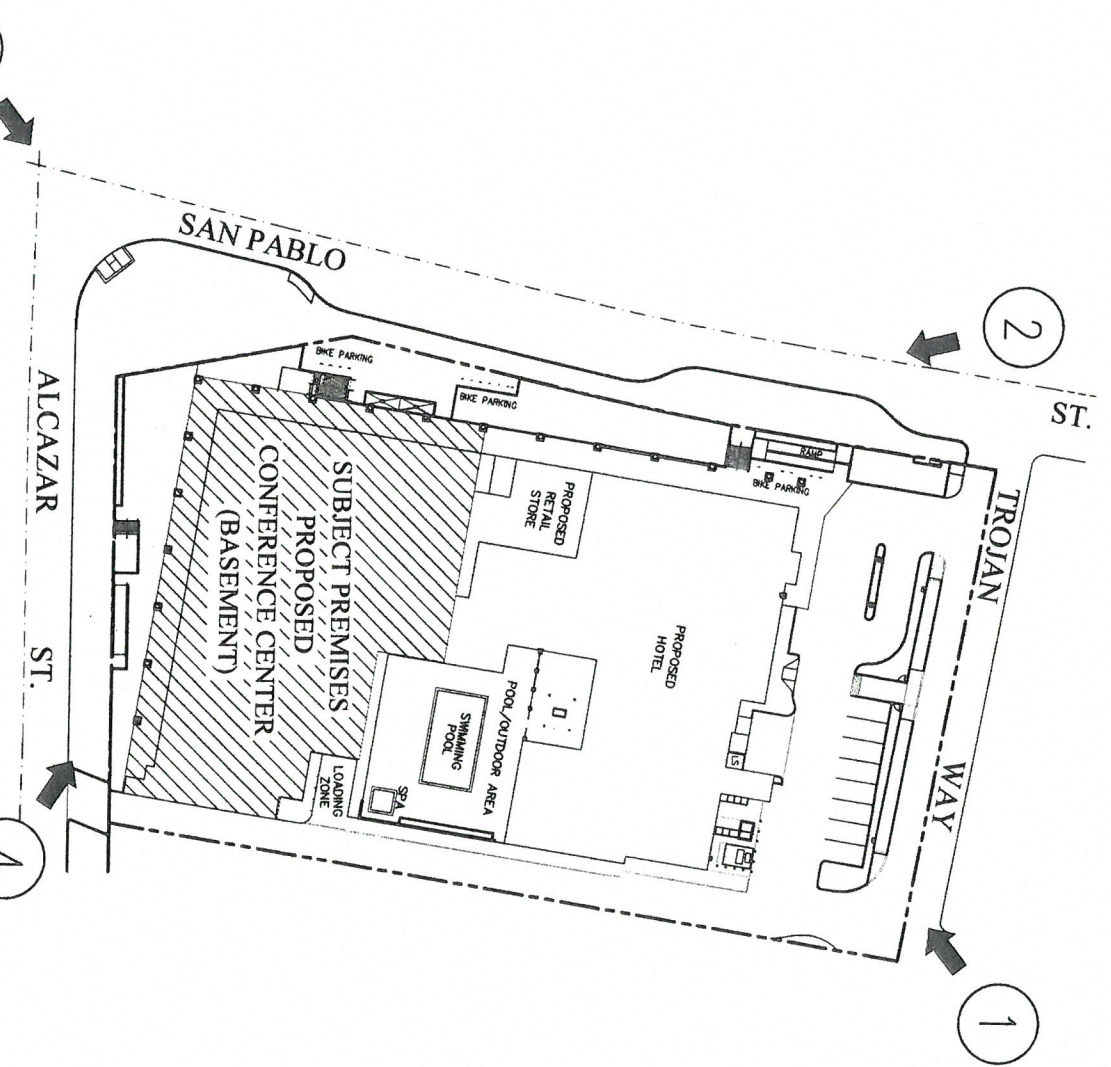 SAN PABLO
ST.
2
TROJAN
WAY
1
ALCAZAR
ST.
4
BIKE PARKING
BIKE PARKING
RAMP
BIKE PARKING
PROPOSED
RETAIL
STORE
PROPOSED
HOTEL
SUBJECT PREMISES
PROPOSED
CONFERENCE CENTER
(BASEMENT)
POOL/OUTDOOR AREA
SWIMMING
POOL
SPA
LOADING
ZONE
LS